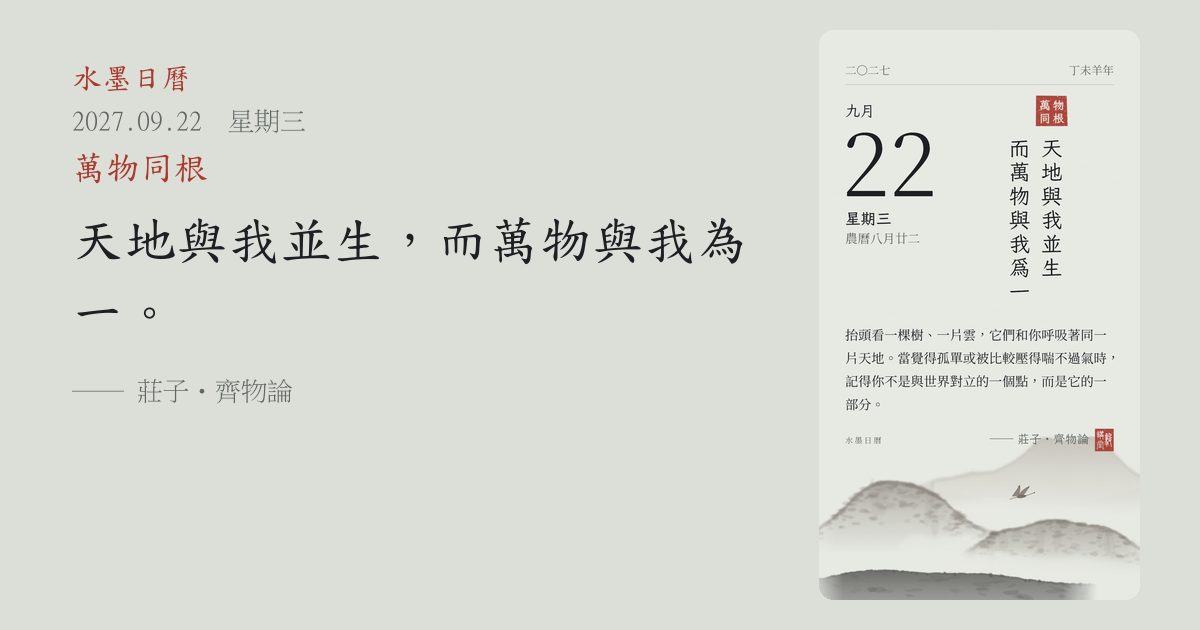 水墨日曆
2027.09.22 星期三
萬物同根
天地與我並生，而萬物與我為
一。
—— 莊子・齊物論
二〇二七
丁未羊年
九月
22
星期三
農曆八月廿二
萬物
同根
天地與我並生
而萬物與我爲一
抬頭看一棵樹、一片雲，它們和你呼吸著同一
片天地。當覺得孤單或被比較壓得喘不過氣時，
記得你不是與世界對立的一個點，而是它的一
部分。
水墨日曆
—— 莊子・齊物論